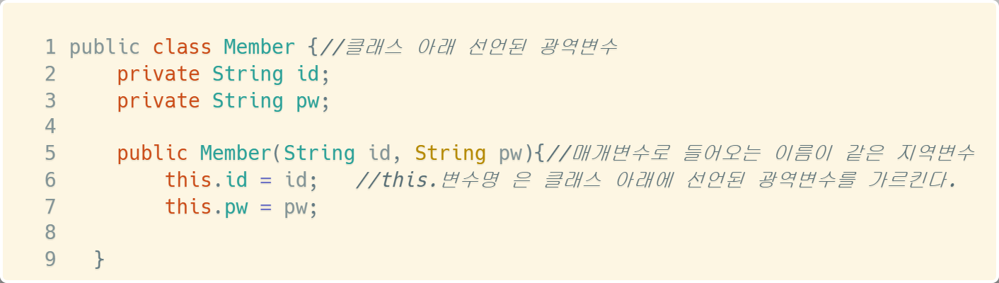 1 public class Member {//클래스 아래 선언된 광역변수
2     private String id;
3     private String pw;
4
5     public Member(String id, String pw){//매개변수로 들어오는 이름이 같은 지역변수
6         this.id = id;   //this.변수명 은 클래스 아래에 선언된 광역변수를 가르킨다.
7         this.pw = pw;
8
9   }